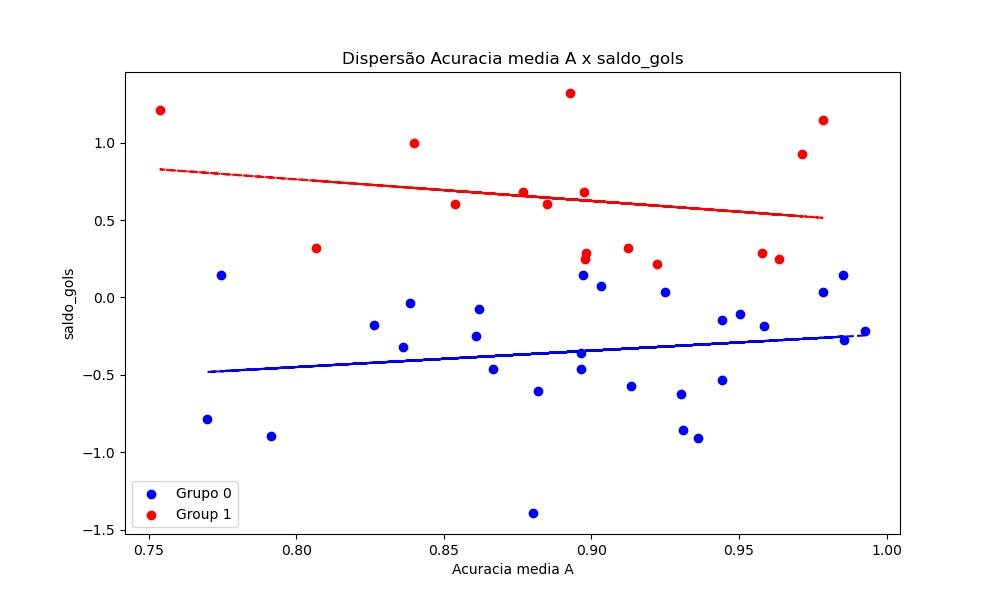 Dispersão Acuracia media A x saldo_gols
saldo_gols
1.0
0.5
0.0
−0.5
−1.0
−1.5
Grupo 0
Group 1
0.75
0.80
0.85
0.90
0.95
1.00
Acuracia media A